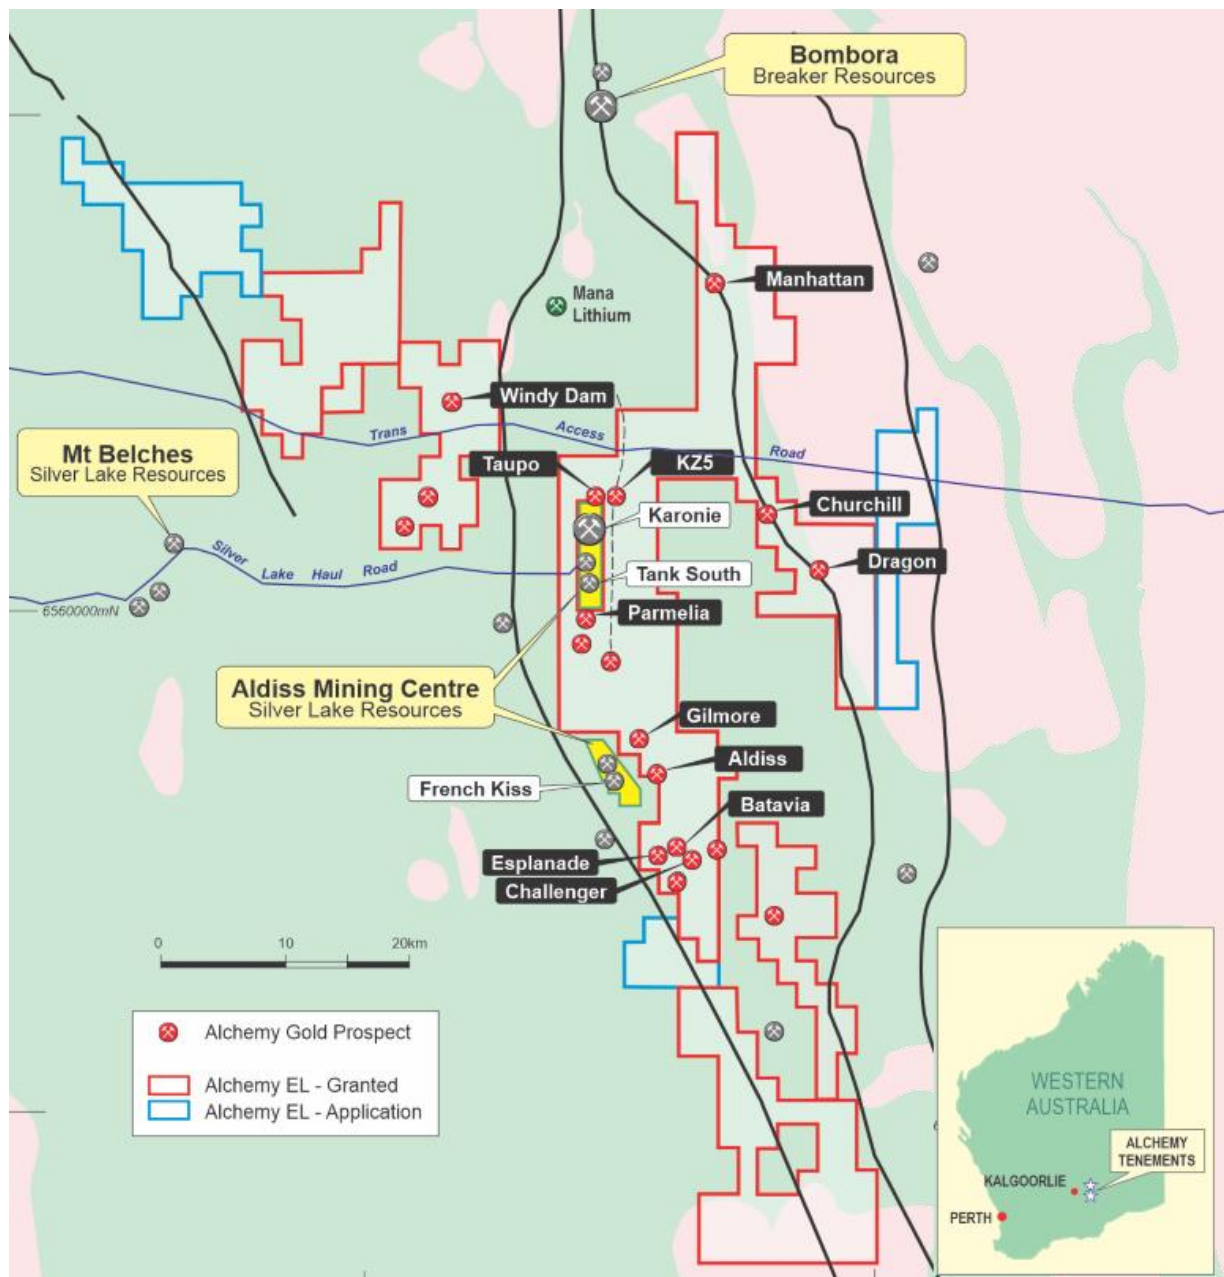 Bombora
Breaker Resources
Manhattan
Mana
Lithium
Windy Dam
Trans Access Road
Mt Belches
Silver Lake Resources
Taupo
KZ5
Karonie
Churchill
Silver Lake Haul Road
Tank South
Dragon
6560000mN
Parmelia
Aldiss Mining Centre
Silver Lake Resources
Gilmore
Aldiss
French Kiss
Batavia
Esplanade
Challenger
0 10 20km
Alchemy Gold Prospect
Alchemy EL - Granted
Alchemy EL - Application
WESTERN
AUSTRALIA
ALCHEMY
TENEMENTS
KALGOORLIE
PERTH